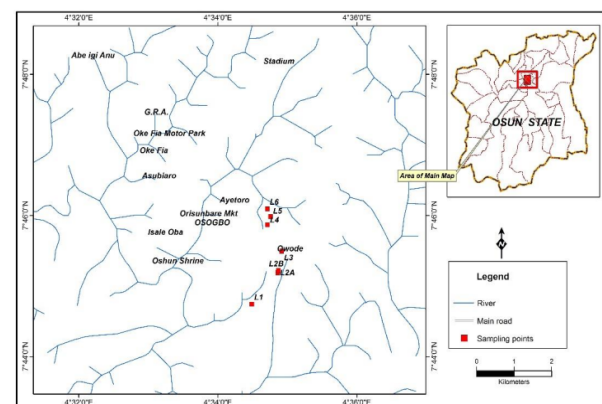 4°32'0"E 4°34'0"E 4°36'0"E
Abe igi Anu
Stadium
7°48'0"N
7°48'0"N
G.R.A.
Oke Fia Motor Park
Oke Fia
Asubiaro
Ayetoro
L6
Orisunbare Mkt
L5
OSOGBO
L4
7°46'0"N
7°46'0"N
Isale Oba
Owode
Oshun Shrine
L3
L2B
L2A
L1
7°44'0"N
7°44'0"N
4°32'0"E 4°34'0"E 4°36'0"E
OSUN STATE
Area of Main Map
N
Legend
River
Main road
Sampling points
0 1 2
Kilometers